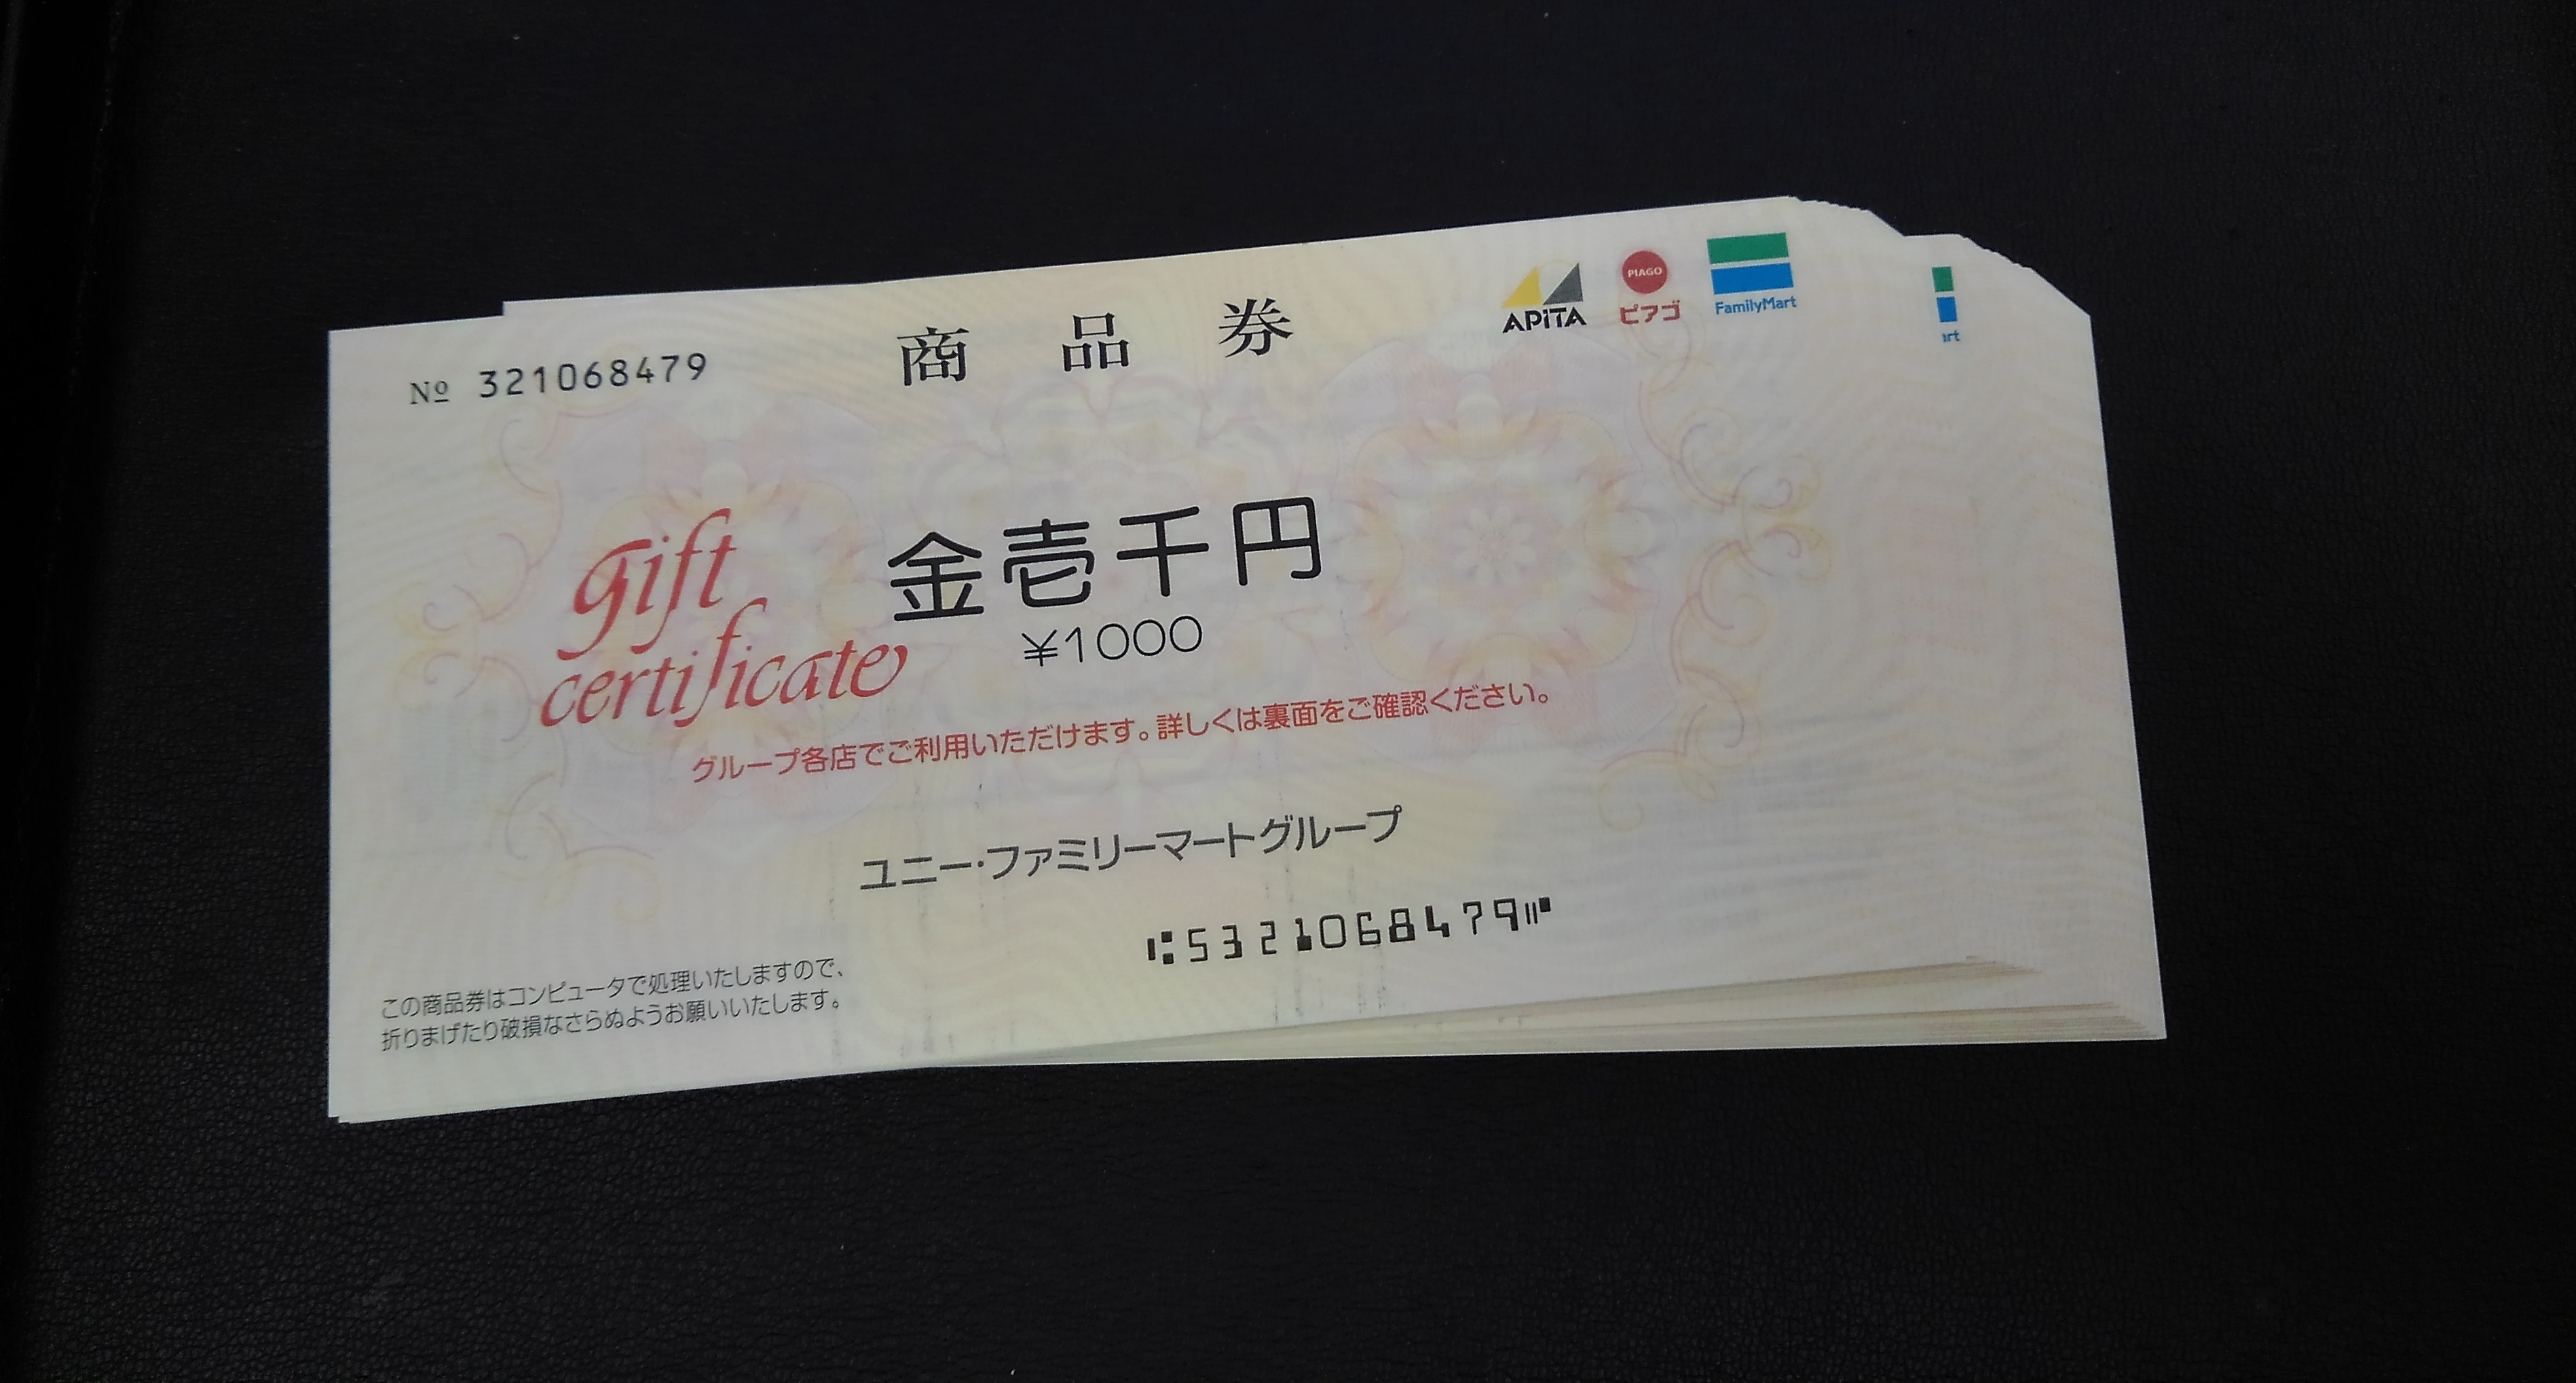 № 321068479
商品券
APiTA
PIAGO
ピアゴ
FamilyMart
art
gift
certificate
金壱千円
¥1000
グループ各店でご利用いただけます。詳しくは裏面をご確認ください。
ユニー・ファミリーマートグループ
⑆5321068479⑈
この商品券はコンピュータで処理いたしますので、
折りまげたり破損なさらぬようお願いいたします。